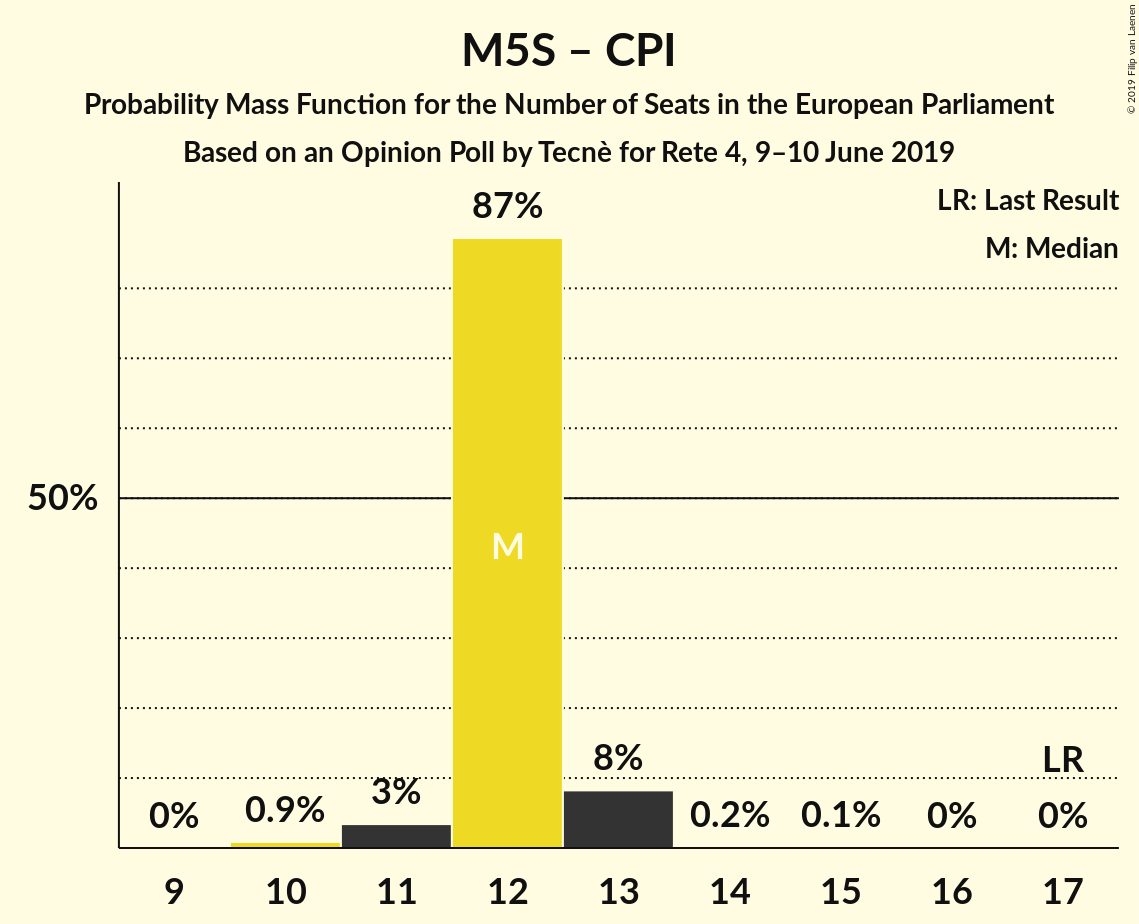 M5S – CPI
Probability Mass Function for the Number of Seats in the European Parliament
Based on an Opinion Poll by Tecnè for Rete 4, 9–10 June 2019
© 2019 Filip van Laenen
LR: Last Result
M: Median
87%
50%
M
8%
LR
3%
0%
0.9%
0.2%
0.1%
0%
0%
9
10
11
12
13
14
15
16
17